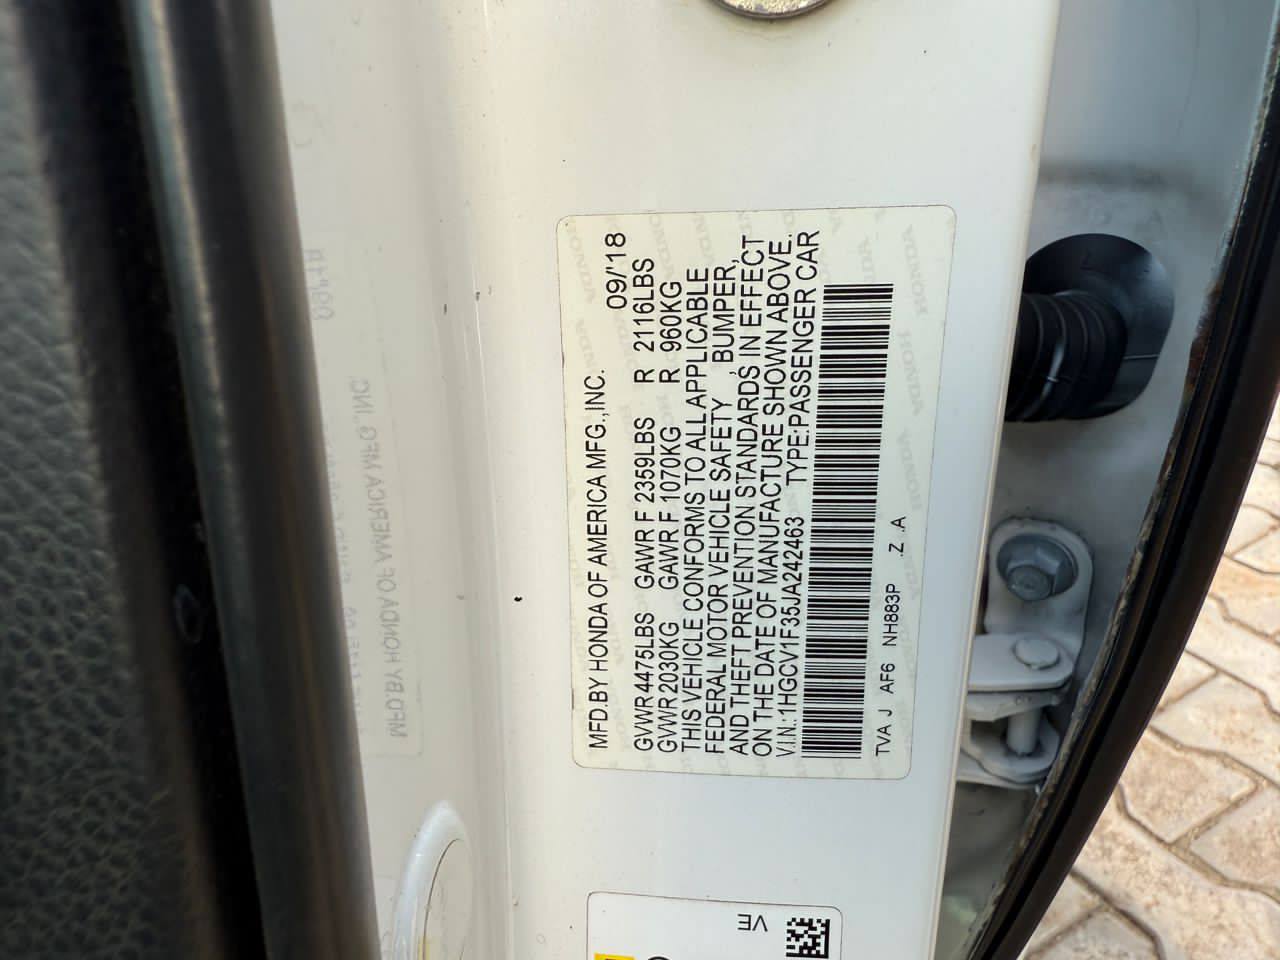 MFD.BY HONDA OF AMERICA MFG.,INC. 09/'18
GVWR 4475LBS GAWR F 2359LBS R 2116LBS
GVWR 2030KG GAWR F 1070KG R 960KG
THIS VEHICLE CONFORMS TO ALL APPLICABLE
FEDERAL MOTOR VEHICLE SAFETY , BUMPER,
AND THEFT PREVENTION STANDARDS, IN EFFECT
ON THE DATE OF MANUFACTURE SHOWN ABOVE.
V.I.N.: 1HGCV1F35JA242463 TYPE:PASSENGER CAR
TVA J AF6 NH883P .Z .A
VE